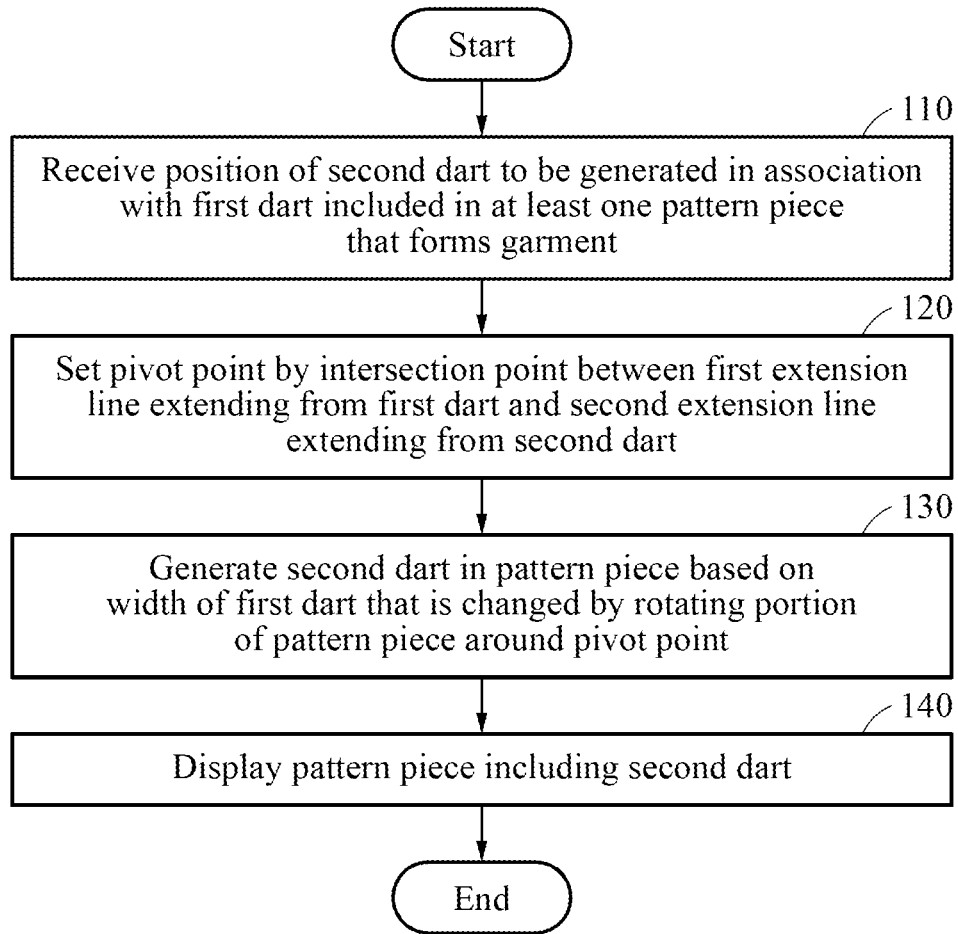 Start
110
Receive position of second dart to be generated in association
with first dart included in at least one pattern piece
that forms garment
120
Set pivot point by intersection point between first extension
line extending from first dart and second extension line
extending from second dart
130
Generate second dart in pattern piece based on
width of first dart that is changed by rotating portion
of pattern piece around pivot point
140
Display pattern piece including second dart
End